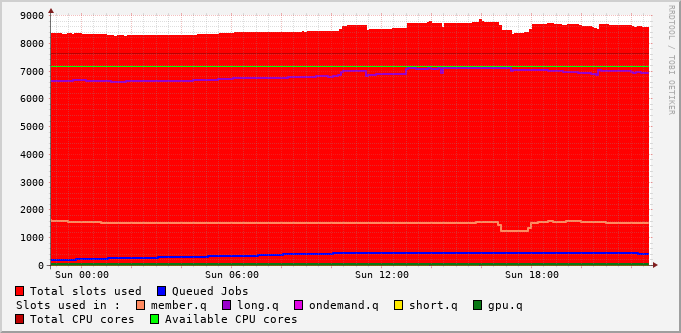 9000
8000
7000
6000
5000
4000
3000
2000
1000
0
Sun 00:00 Sun 06:00 Sun 12:00 Sun 18:00
RRDTOOL / TOBI OETIKER
Total slots used Queued Jobs
Slots used in : member.q long.q ondemand.q short.q gpu.q
Total CPU cores Available CPU cores